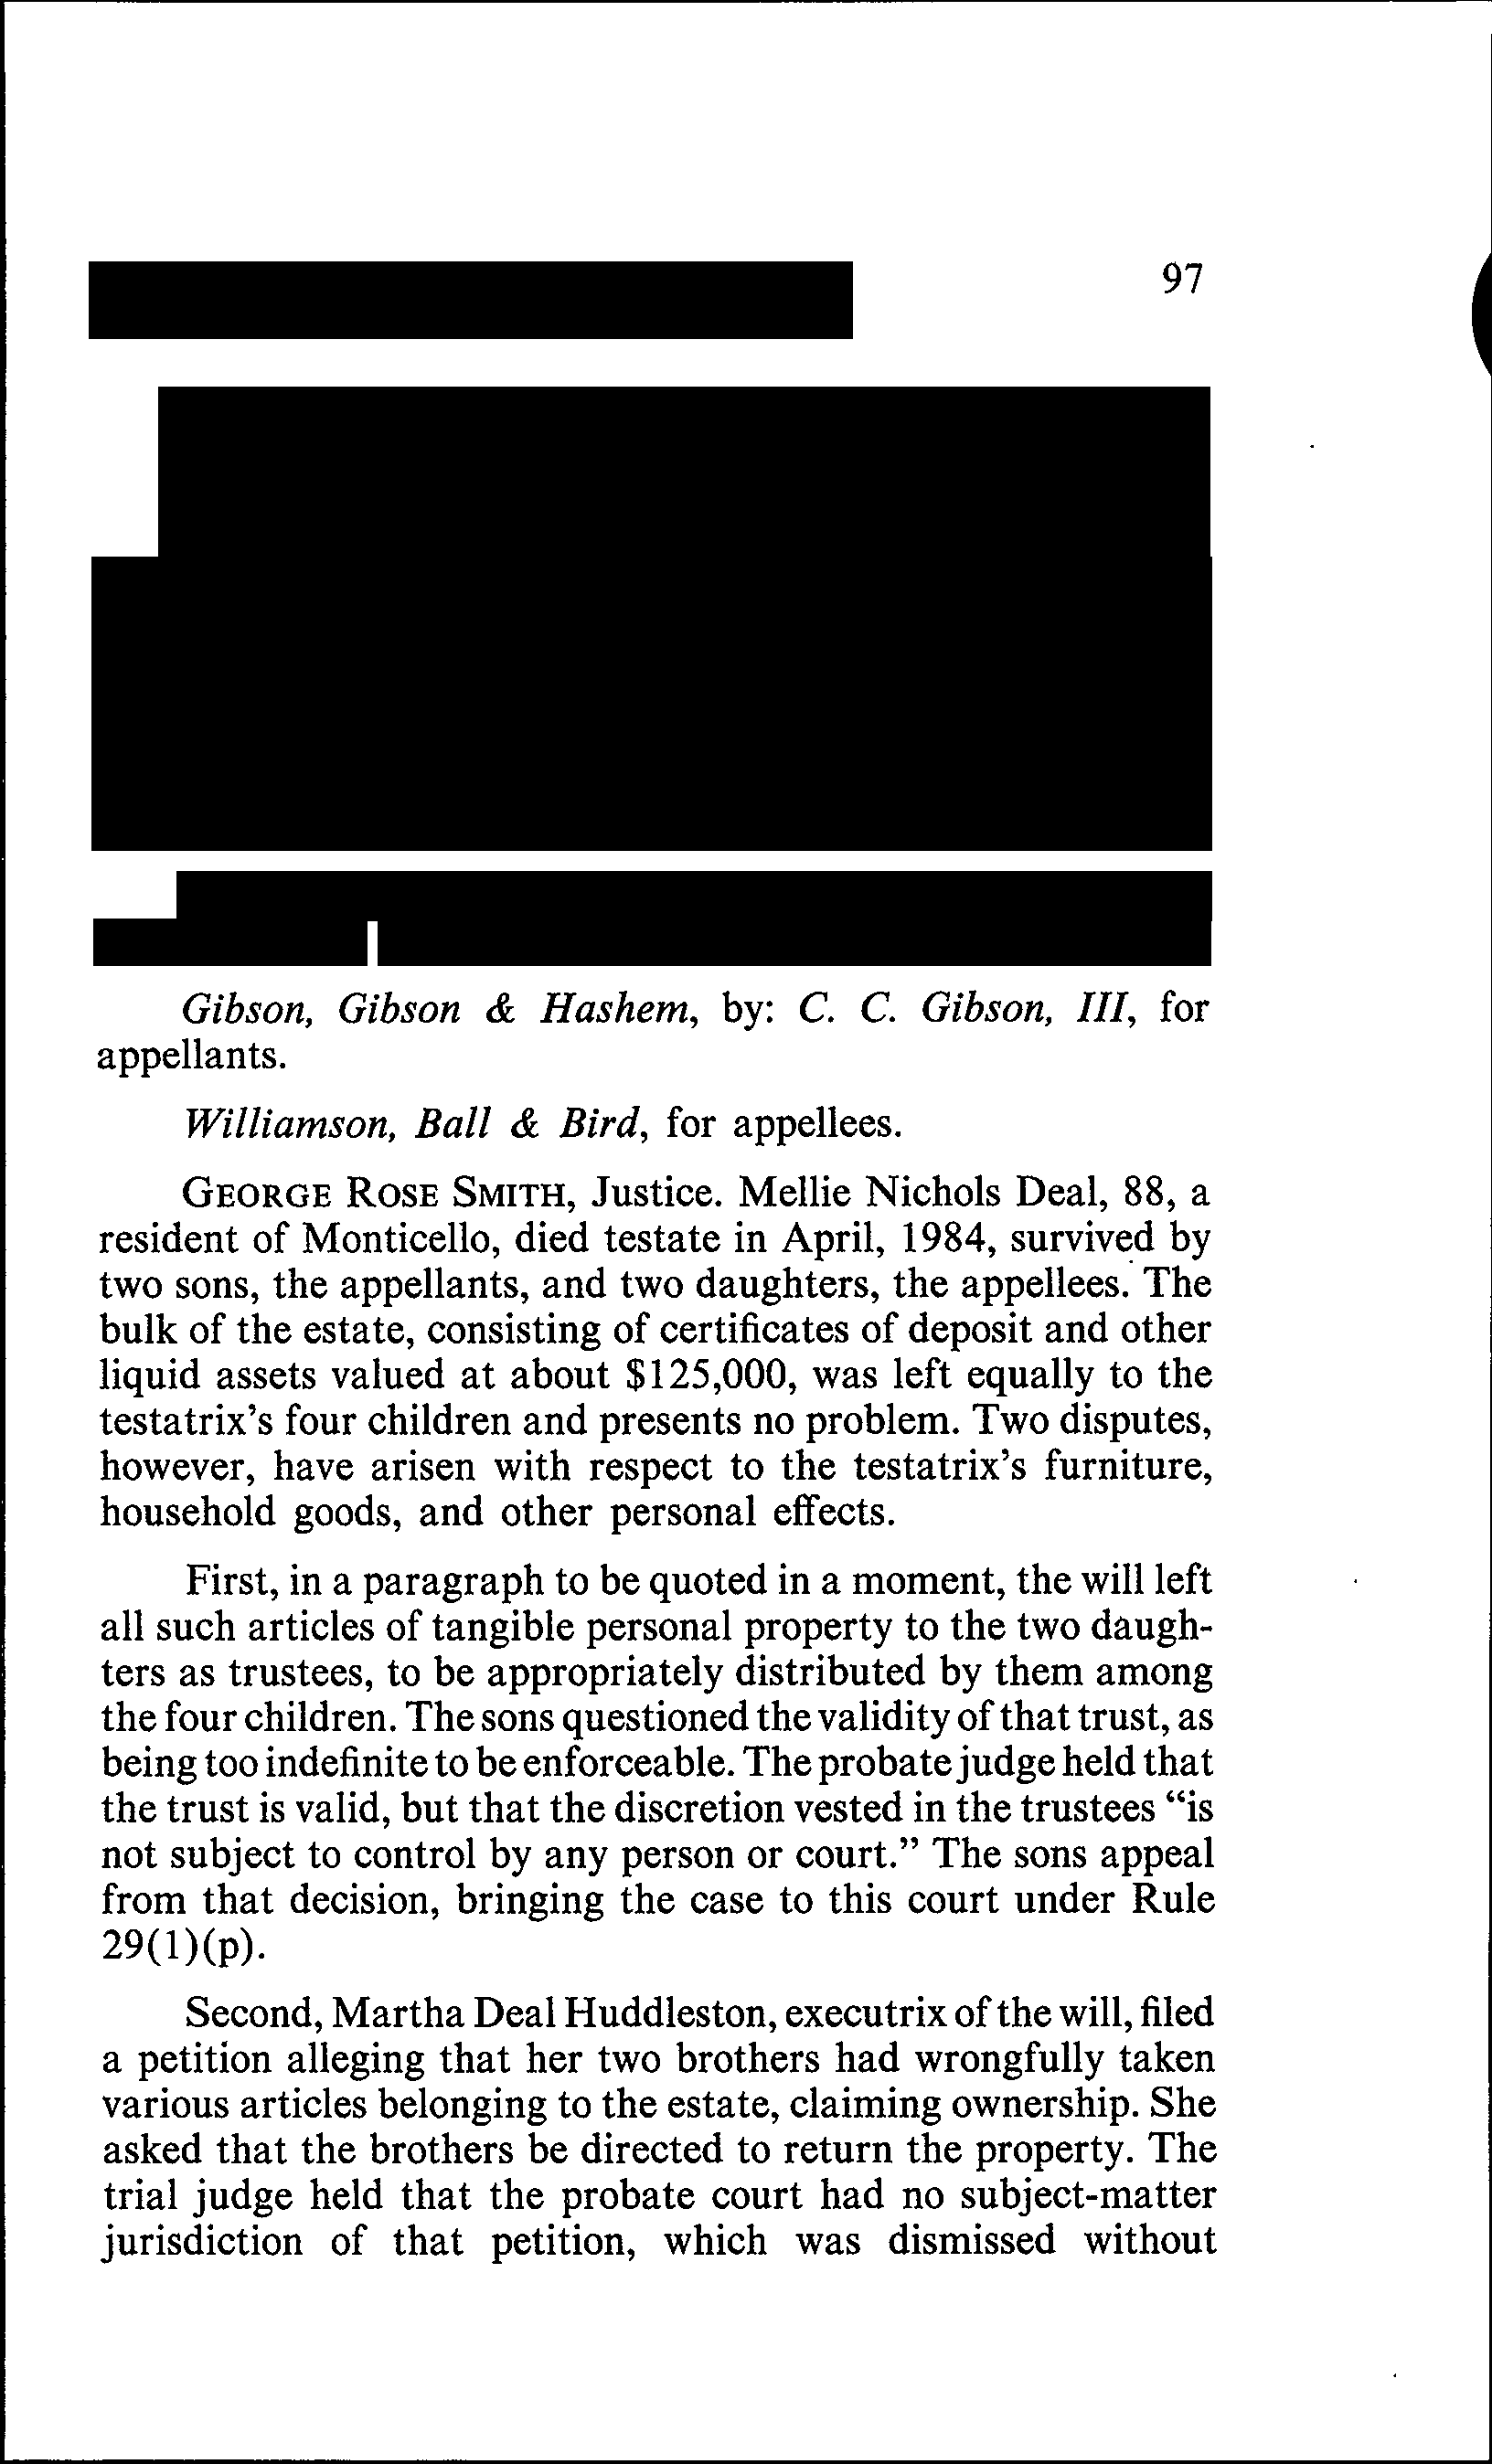 97
Gibson, Gibson & Hashem, by: C. C. Gibson, III, for
appellants.
Williamson, Ball & Bird, for appellees.
GEORGE ROSE SMITH, Justice. Mellie Nichols Deal, 88, a
resident of Monticello, died testate in April, 1984, survived by
two sons, the appellants, and two daughters, the appellees. The
bulk of the estate, consisting of certificates of deposit and other
liquid assets valued at about $125,000, was left equally to the
testatrix's four children and presents no problem. Two disputes,
however, have arisen with respect to the testatrix's furniture,
household goods, and other personal effects.
First, in a paragraph to be quoted in a moment, the will left
all such articles of tangible personal property to the two daugh-
ters as trustees, to be appropriately distributed by them among
the four children. The sons questioned the validity of that trust, as
being too indefinite to be enforceable. The probate judge held that
the trust is valid, but that the discretion vested in the trustees “is
not subject to control by any person or court.” The sons appeal
from that decision, bringing the case to this court under Rule
29(1)(p).
Second, Martha Deal Huddleston, executrix of the will, filed
a petition alleging that her two brothers had wrongfully taken
various articles belonging to the estate, claiming ownership. She
asked that the brothers be directed to return the property. The
trial judge held that the probate court had no subject-matter
jurisdiction of that petition, which was dismissed without